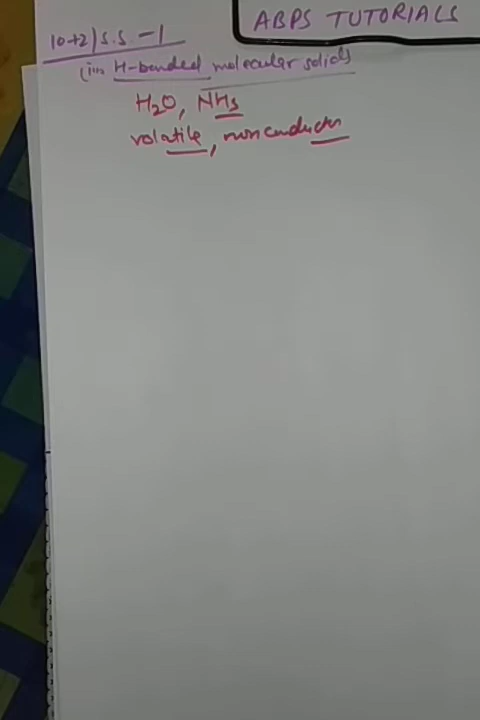 10+2) S.S. - 1
ABPS TUTORIALS
(iii) H-bonded molecular solids
H₂O, NH₃
volatile, non conductor